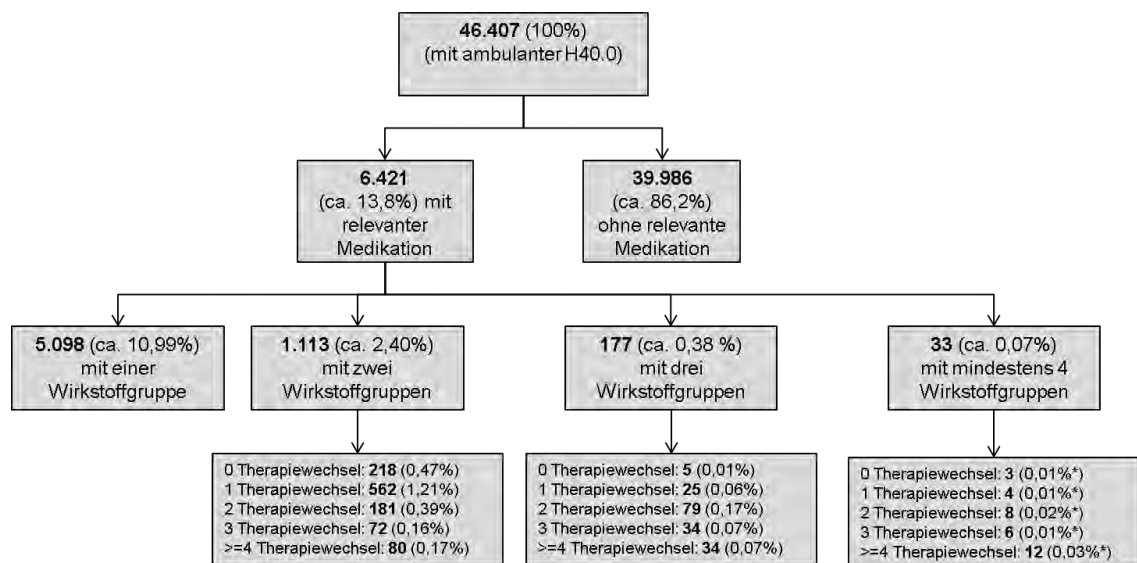 46.407 (100%)
(mit ambulanter H40.0)
6.421
(ca. 13,8%) mit
relevanter
Medikation
39.986
(ca. 86,2%)
ohne relevante
Medikation
5.098 (ca. 10,99%)
mit einer
Wirkstoffgruppe
1.113 (ca. 2,40%)
mit zwei
Wirkstoffgruppen
177 (ca. 0,38 %)
mit drei
Wirkstoffgruppen
33 (ca. 0,07%)
mit mindestens 4
Wirkstoffgruppen
0 Therapiewechsel: 218 (0,47%)
1 Therapiewechsel: 562 (1,21%)
2 Therapiewechsel: 181 (0,39%)
3 Therapiewechsel: 72 (0,16%)
>=4 Therapiewechsel: 80 (0,17%)
0 Therapiewechsel: 5 (0,01%)
1 Therapiewechsel: 25 (0,06%)
2 Therapiewechsel: 79 (0,17%)
3 Therapiewechsel: 34 (0,07%)
>=4 Therapiewechsel: 34 (0,07%)
0 Therapiewechsel: 3 (0,01%*)
1 Therapiewechsel: 4 (0,01%*)
2 Therapiewechsel: 8 (0,02%*)
3 Therapiewechsel: 6 (0,01%*)
>=4 Therapiewechsel: 12 (0,03%*)